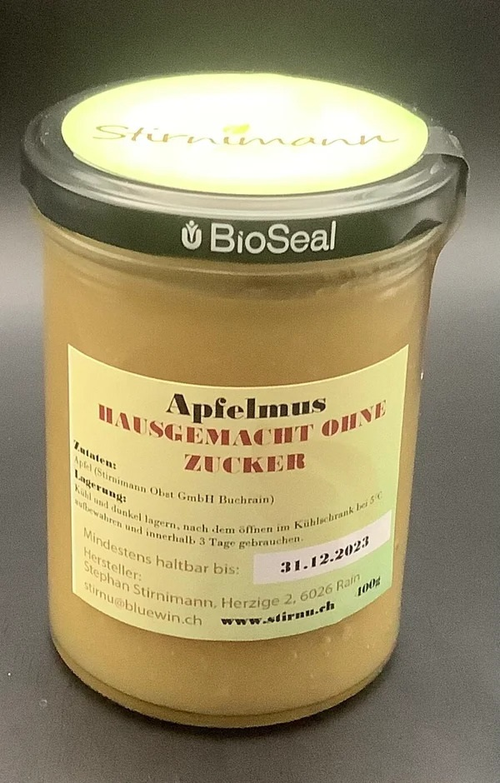 Stirnimann
BioSeal
Apfelmus
HAUSGEMACHT OHNE
ZUCKER
Zutaten:
Apfel (Stirnimann Obst GmbH Buchrain)
Lagerung:
Kühl und dunkel lagern, nach dem öffnen im Kühlschrank bei 5°C
aufbewahren und innerhalb 3 Tage gebrauchen.
Mindestens haltbar bis: 31.12.2023
Hersteller:
Stephan Stirnimann, Herzige 2, 6026 Rain
stirnu@bluewin.ch www.stirnu.ch 400g